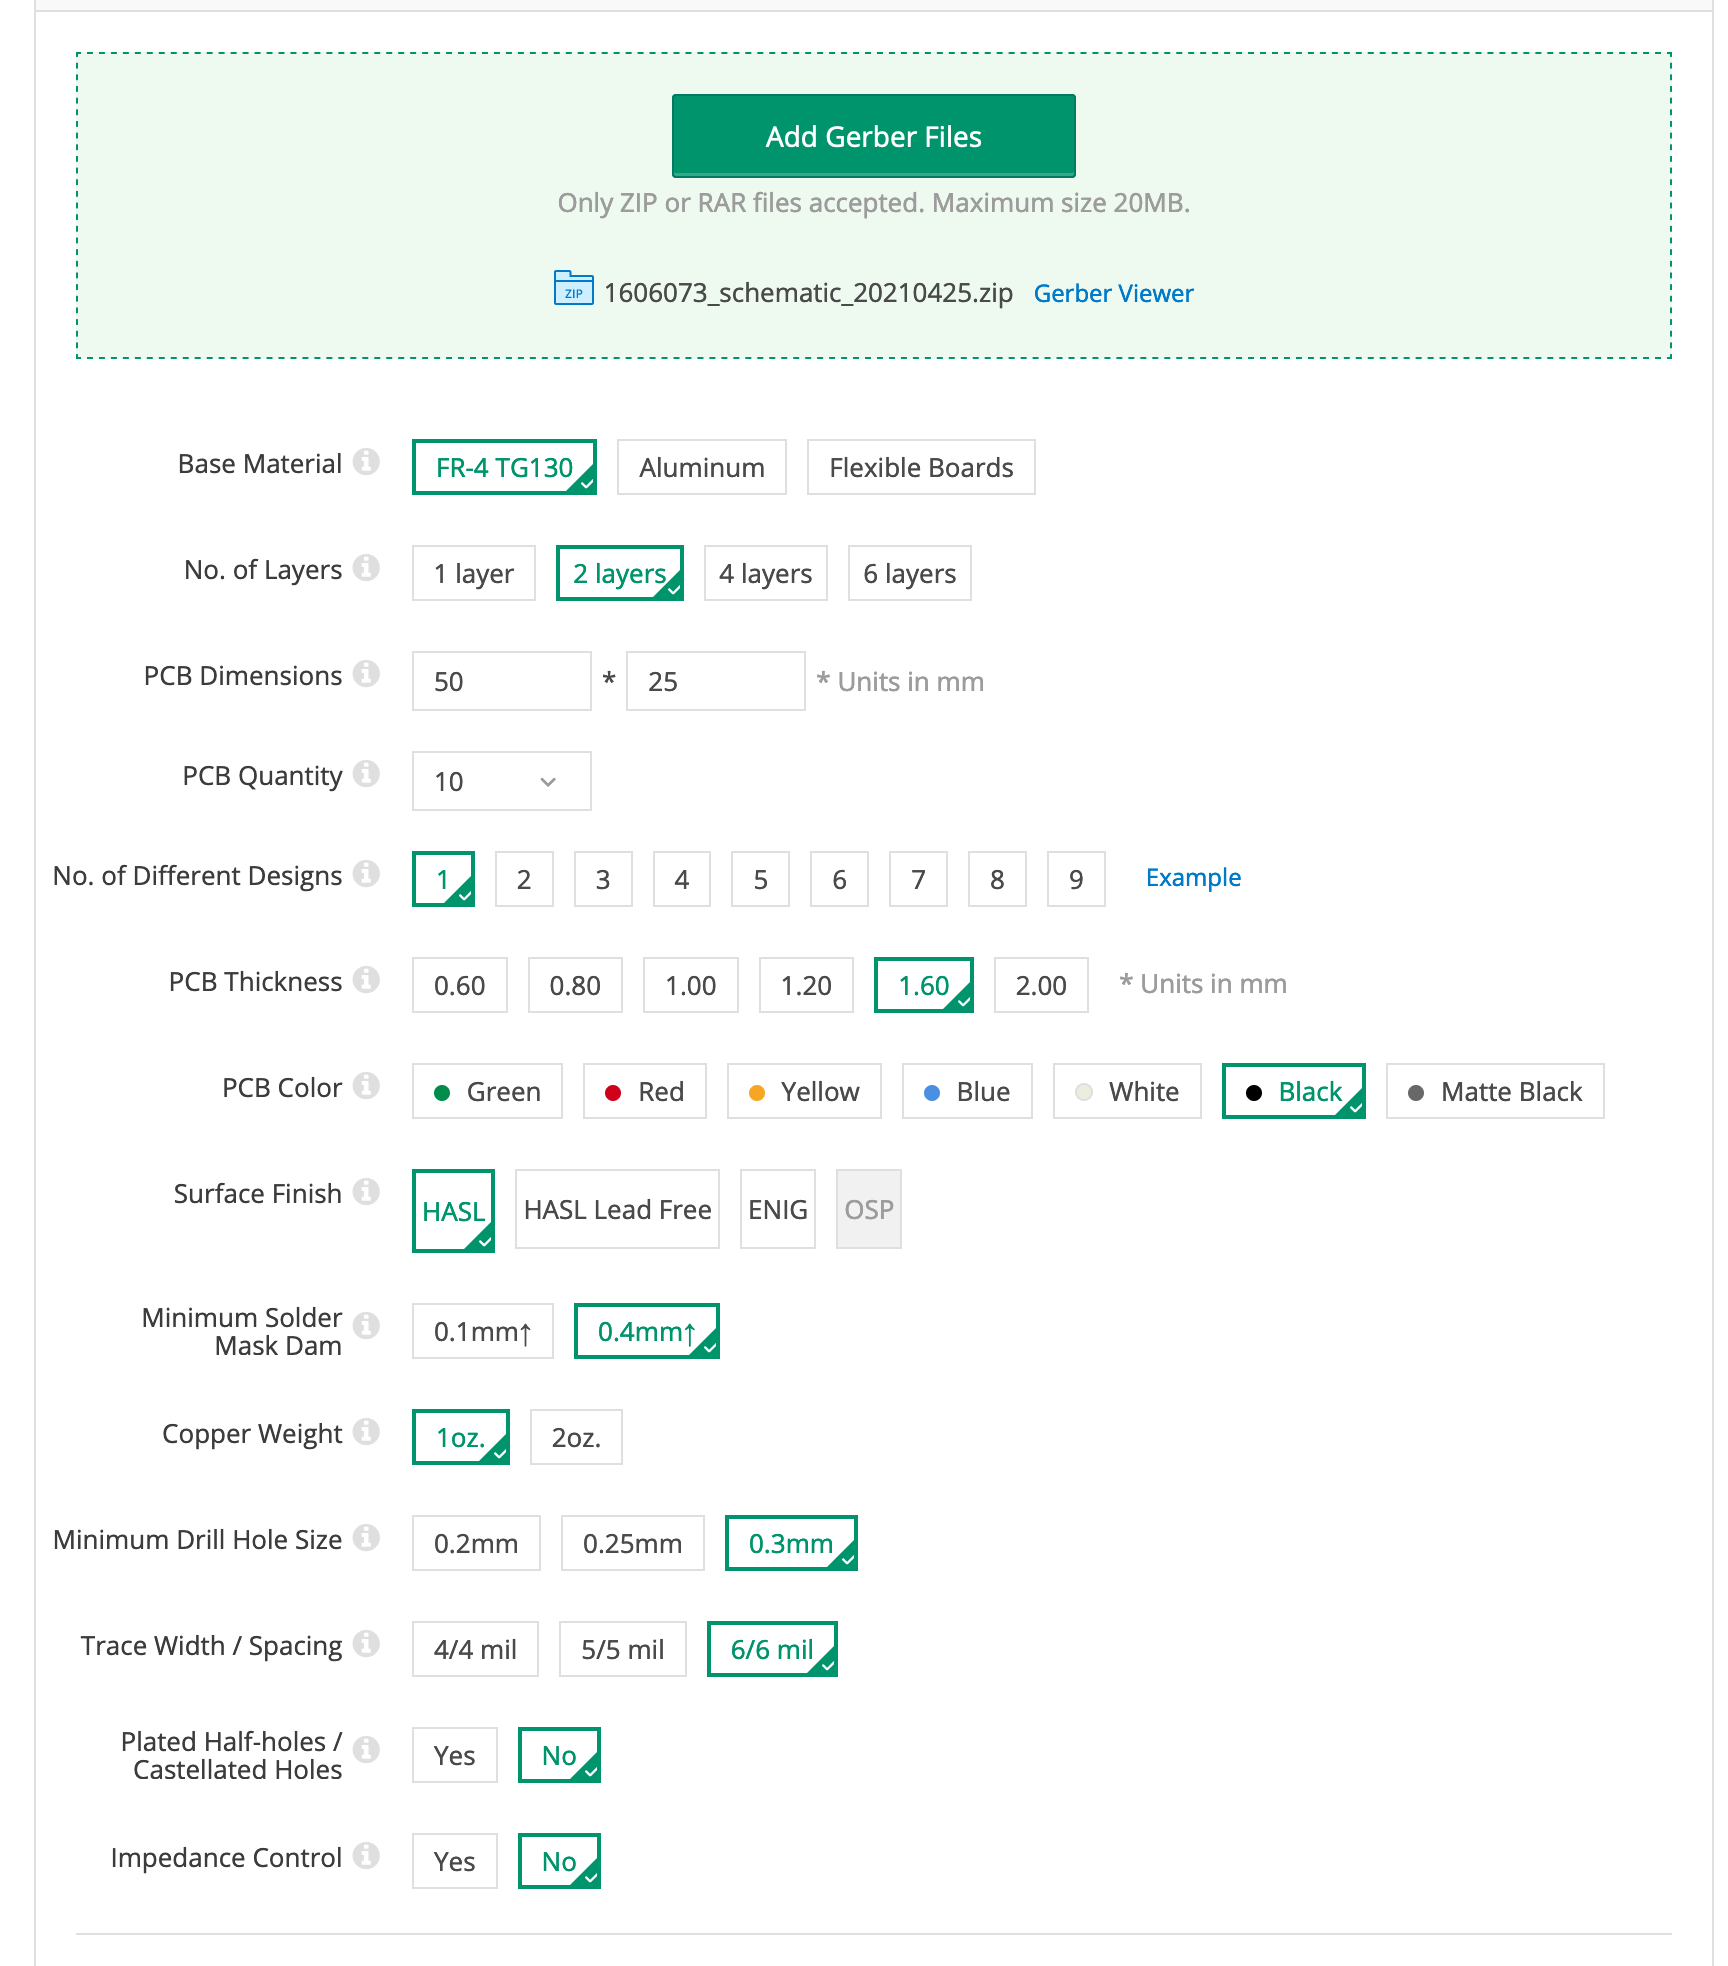 Add Gerber Files
Only ZIP or RAR files accepted. Maximum size 20MB.
ZIP 1606073_schematic_20210425.zip Gerber Viewer
Base Material FR-4 TG130 Aluminum Flexible Boards
No. of Layers 1 layer 2 layers 4 layers 6 layers
PCB Dimensions 50 * 25 * Units in mm
PCB Quantity 10
No. of Different Designs 1 2 3 4 5 6 7 8 9 Example
PCB Thickness 0.60 0.80 1.00 1.20 1.60 2.00 * Units in mm
PCB Color Green Red Yellow Blue White Black Matte Black
Surface Finish HASL HASL Lead Free ENIG OSP
Minimum Solder
Mask Dam 0.1mm↑ 0.4mm↑
Copper Weight 1oz. 2oz.
Minimum Drill Hole Size 0.2mm 0.25mm 0.3mm
Trace Width / Spacing 4/4 mil 5/5 mil 6/6 mil
Plated Half-holes /
Castellated Holes Yes No
Impedance Control Yes No